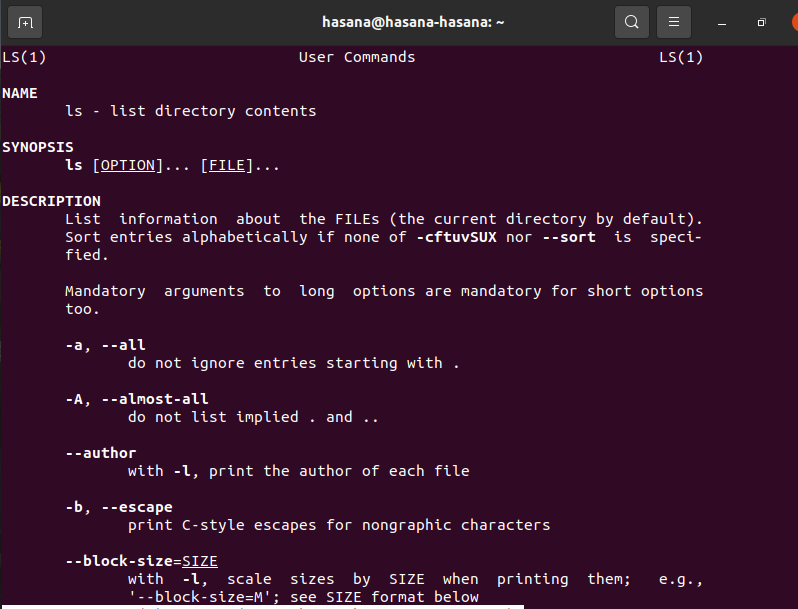 hasana@hasana-hasana: ~
LS(1) User Commands LS(1)
NAME
ls - list directory contents
SYNOPSIS
ls [OPTION]... [FILE]...
DESCRIPTION
List information about the FILEs (the current directory by default).
Sort entries alphabetically if none of -cftuvSUX nor --sort is speci-
fied.
Mandatory arguments to long options are mandatory for short options
too.
-a, --all
do not ignore entries starting with .
-A, --almost-all
do not list implied . and ..
--author
with -l, print the author of each file
-b, --escape
print C-style escapes for nongraphic characters
--block-size=SIZE
with -l, scale sizes by SIZE when printing them; e.g.,
'--block-size=M'; see SIZE format below